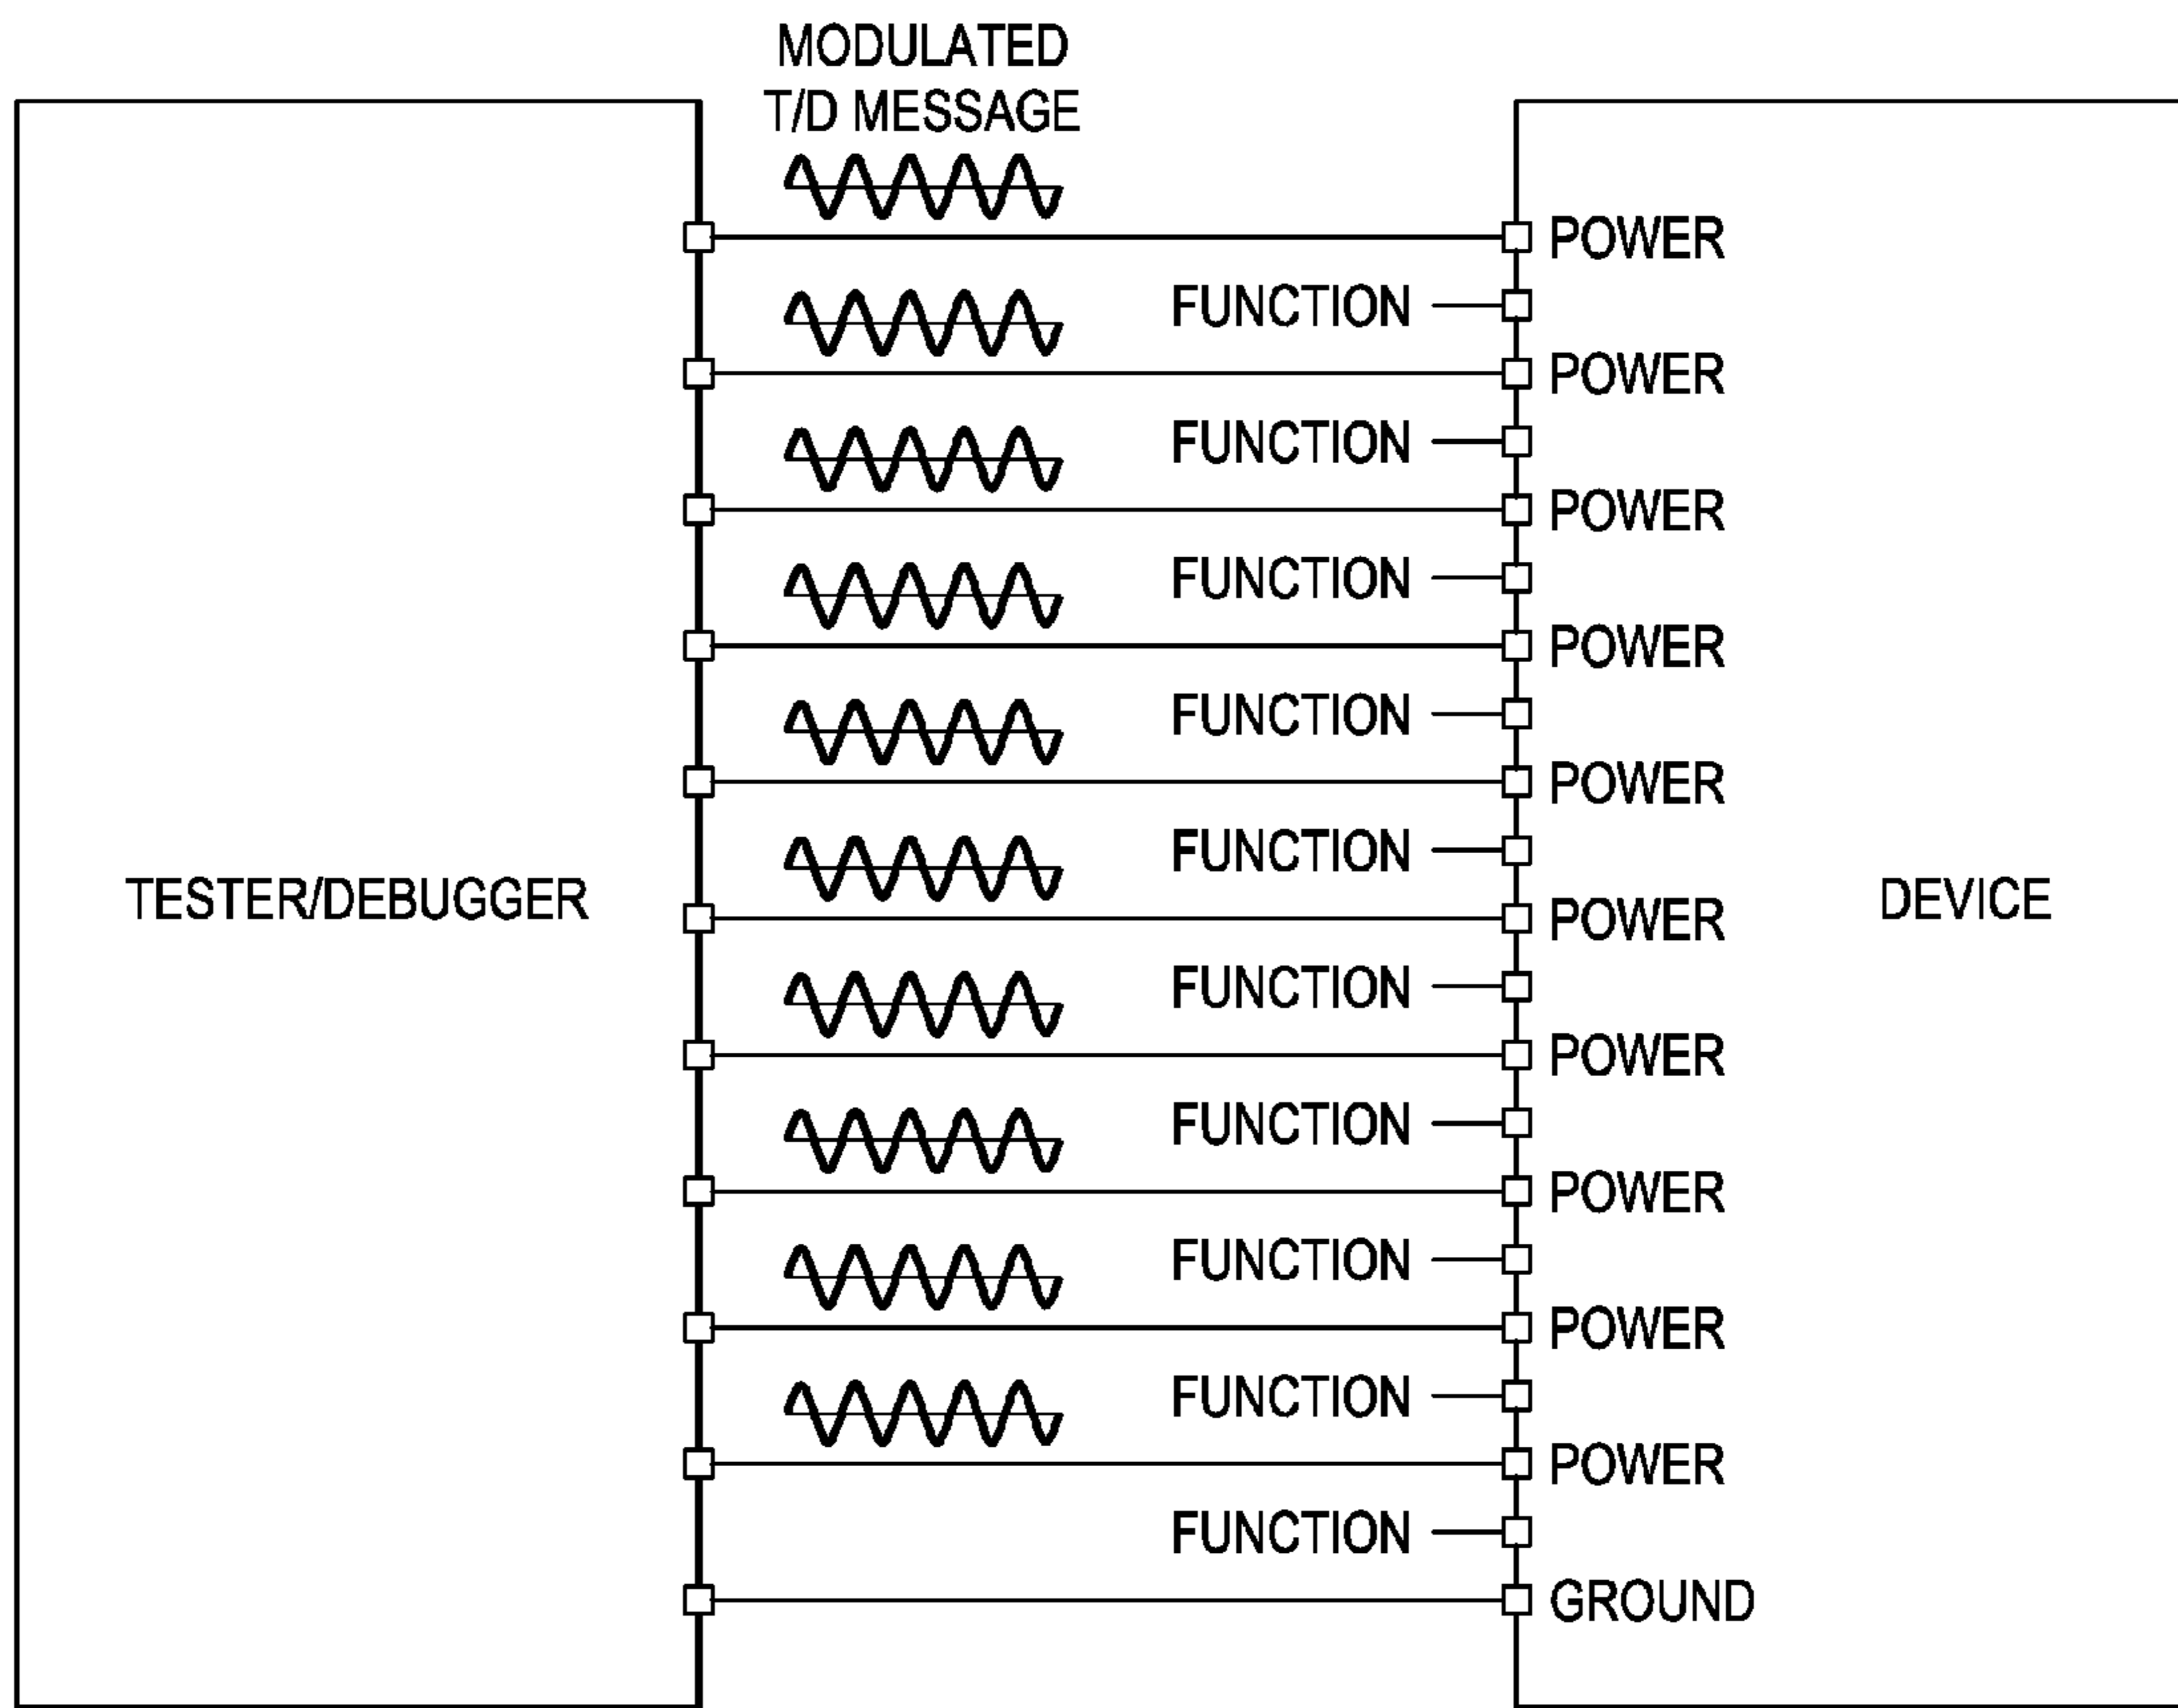 MODULATED
T/D MESSAGE
POWER
FUNCTION
POWER
FUNCTION
POWER
FUNCTION
POWER
FUNCTION
POWER
FUNCTION
TESTER/DEBUGGER
POWER
DEVICE
FUNCTION
POWER
FUNCTION
POWER
FUNCTION
POWER
FUNCTION
POWER
FUNCTION
GROUND